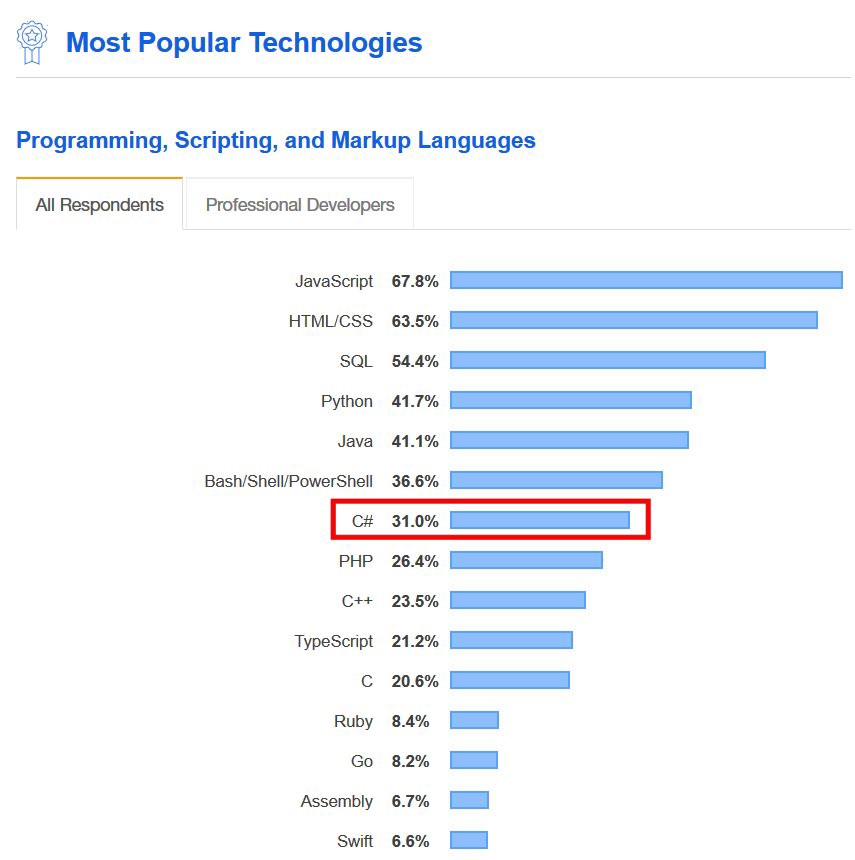 Most Popular Technologies
Programming, Scripting, and Markup Languages
All Respondents Professional Developers
JavaScript 67.8%
HTML/CSS 63.5%
SQL 54.4%
Python 41.7%
Java 41.1%
Bash/Shell/PowerShell 36.6%
C# 31.0%
PHP 26.4%
C++ 23.5%
TypeScript 21.2%
C 20.6%
Ruby 8.4%
Go 8.2%
Assembly 6.7%
Swift 6.6%